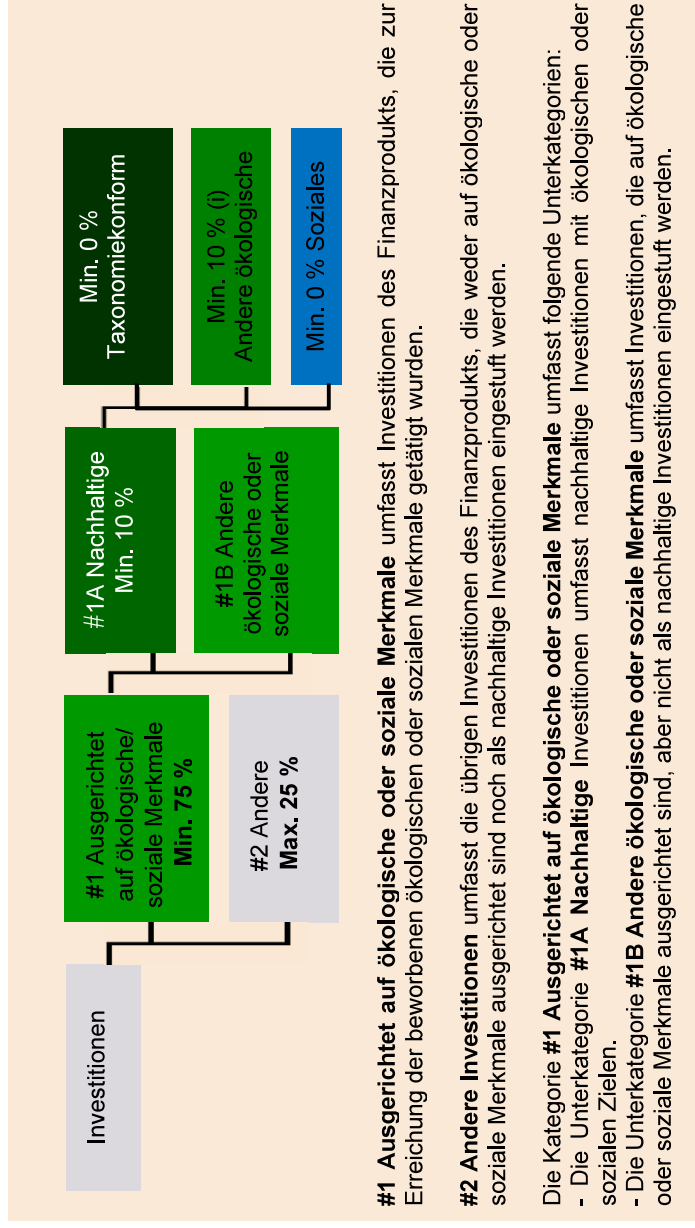 Investitionen
#1 Ausgerichtet
auf ökologische/
soziale Merkmale
Min. 75 %
#2 Andere
Max. 25 %
#1A Nachhaltige
Min. 10 %
#1B Andere
ökologische oder
soziale Merkmale
Min. 0 %
Taxonomiekonform
Min. 10 % (i)
Andere ökologische
Min. 0 % Soziales
#1 Ausgerichtet auf ökologische oder soziale Merkmale umfasst Investitionen des Finanzprodukts, die zur
Erreichung der beworbenen ökologischen oder sozialen Merkmale getätigt wurden.
#2 Andere Investitionen umfasst die übrigen Investitionen des Finanzprodukts, die weder auf ökologische oder
soziale Merkmale ausgerichtet sind noch als nachhaltige Investitionen eingestuft werden.
Die Kategorie #1 Ausgerichtet auf ökologische oder soziale Merkmale umfasst folgende Unterkategorien:
- Die Unterkategorie #1A Nachhaltige Investitionen umfasst nachhaltige Investitionen mit ökologischen oder
sozialen Zielen.
- Die Unterkategorie #1B Andere ökologische oder soziale Merkmale umfasst Investitionen, die auf ökologische
oder soziale Merkmale ausgerichtet sind, aber nicht als nachhaltige Investitionen eingestuft werden.